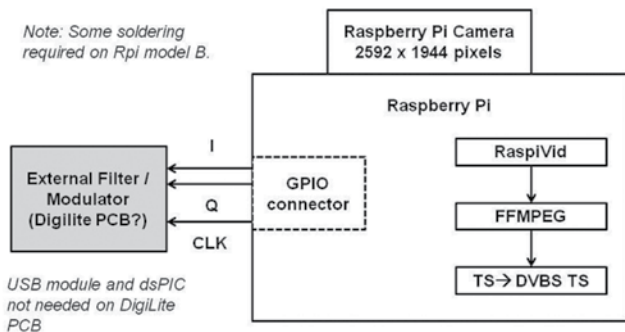 Note: Some soldering
required on Rpi model B.
Raspberry Pi Camera
2592 x 1944 pixels
Raspberry Pi
RaspiVid
FFMPEG
TS→ DVBS TS
I
GPIO
connector
Q
CLK
External Filter /
Modulator
(Digilite PCB?)
USB module and dsPIC
not needed on DigiLite
PCB